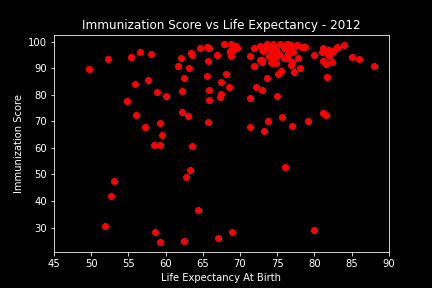 Immunization Score vs Life Expectancy - 2012
Immunization Score
100
90
80
70
60
50
40
30
45 50 55 60 65 70 75 80 85 90
Life Expectancy At Birth